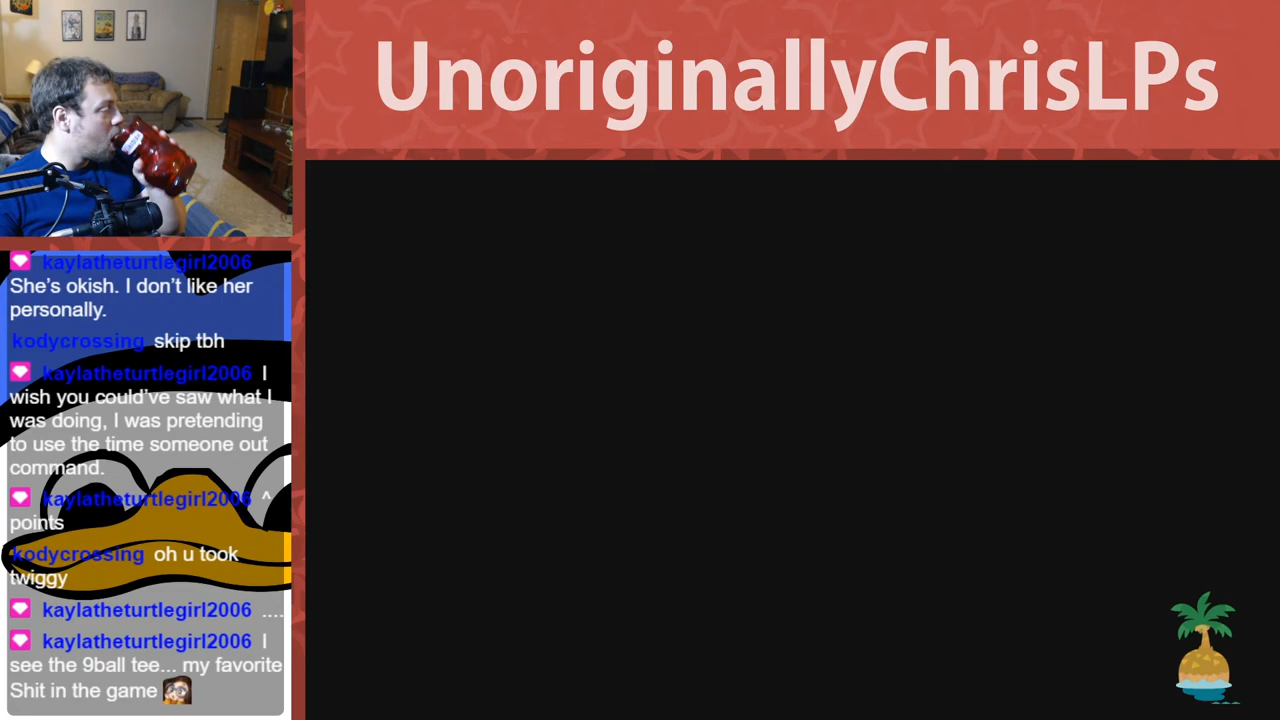 UnoriginallyChrisLPs
kaylatheturtlegirl2006
She's okish. I don't like her
personally.
kodycrossing skip tbh
kaylatheturtlegirl2006 I
wish you could've saw what I
was doing, I was pretending
to use the time someone out
command.
kaylatheturtlegirl2006 ^
points
kodycrossing oh u took
twiggy
kaylatheturtlegirl2006 ....
kaylatheturtlegirl2006 I
see the 9ball tee... my favorite
Shit in the game